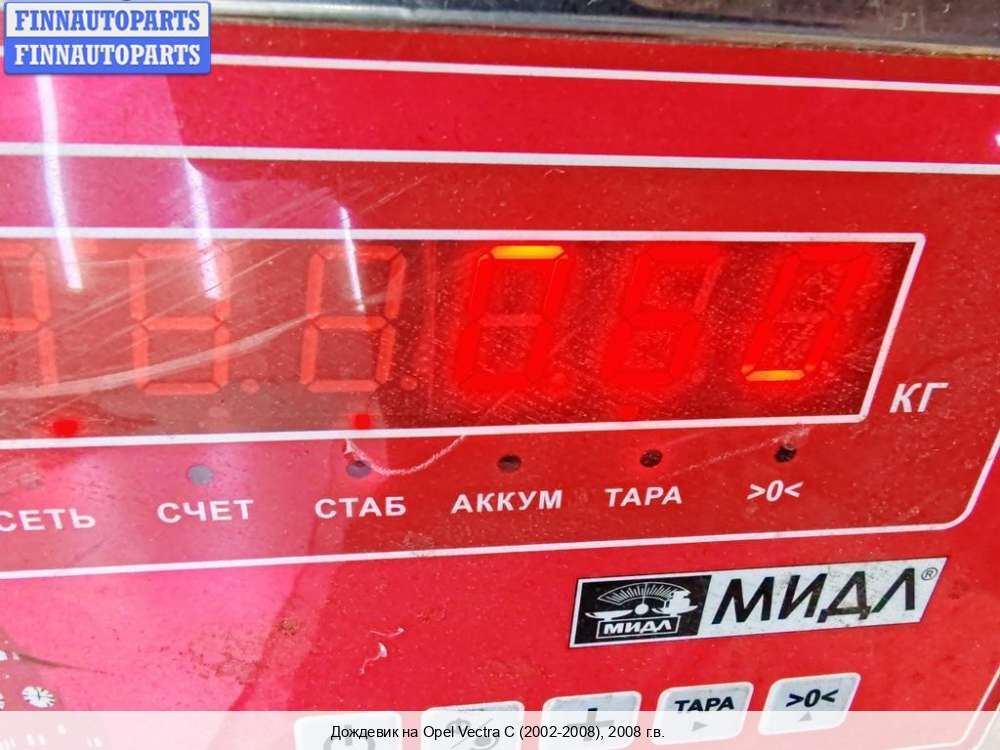 FINNAUTOPARTS
FINNAUTOPARTS
0.60
КГ
СЕТЬ СЧЕТ СТАБ АККУМ ТАРА >0<
МИДЛ МИДЛ®
ТАРА >0<
Дождевик на Opel Vectra C (2002-2008), 2008 г.в.